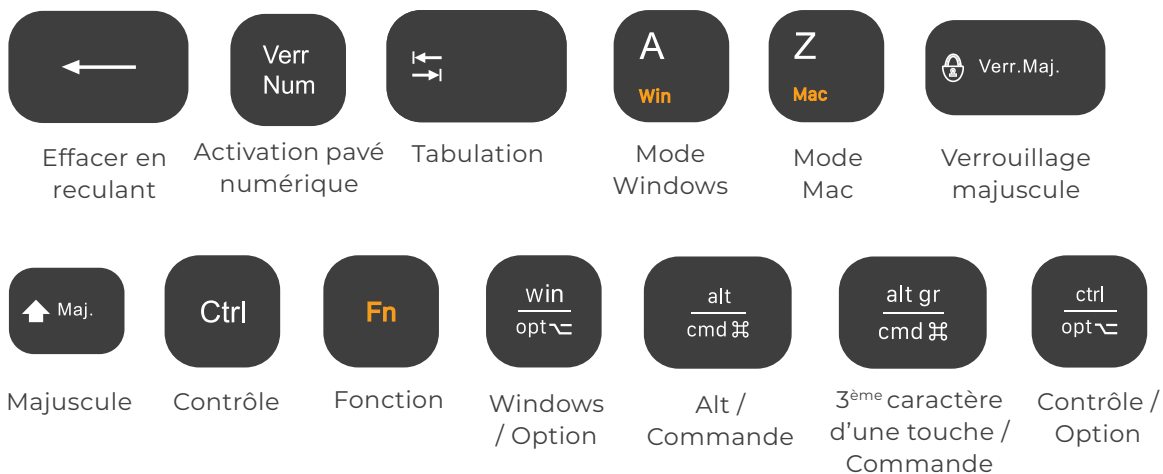 Verr
Num
A
Win
Z
Mac
Verr.Maj.
Effacer en
reculant
Activation pavé
numérique
Tabulation
Mode
Windows
Mode
Mac
Verrouillage
majuscule
Maj.
Ctrl
Fn
win
opt⌥
alt
cmd⌘
alt gr
cmd⌘
ctrl
opt⌥
Majuscule
Contrôle
Fonction
Windows
/ Option
Alt /
Commande
3ème caractère
d'une touche /
Commande
Contrôle /
Option